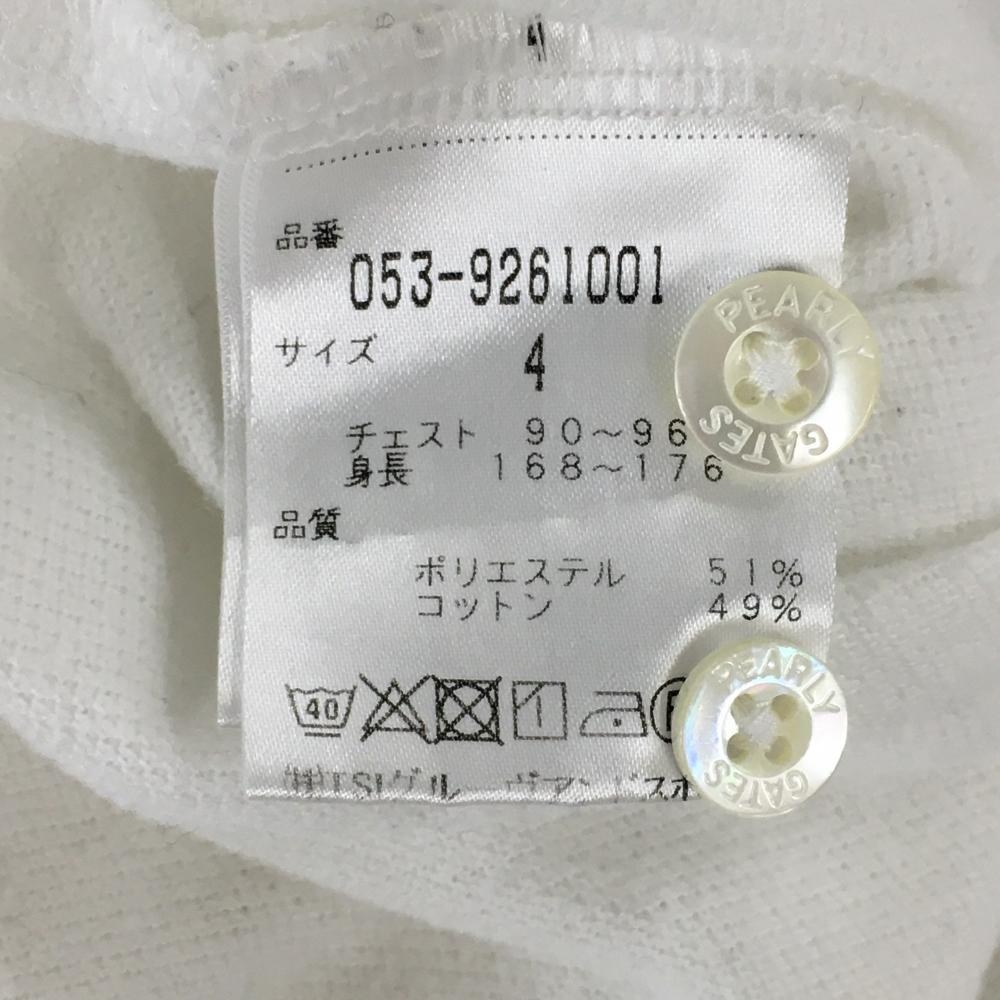 品番
053-9261001
サイズ 4
チェスト 90～96
身長 168～176
品質
ポリエステル 51%
コットン 49%
40
PEARLY GATES
PEARLY GATES